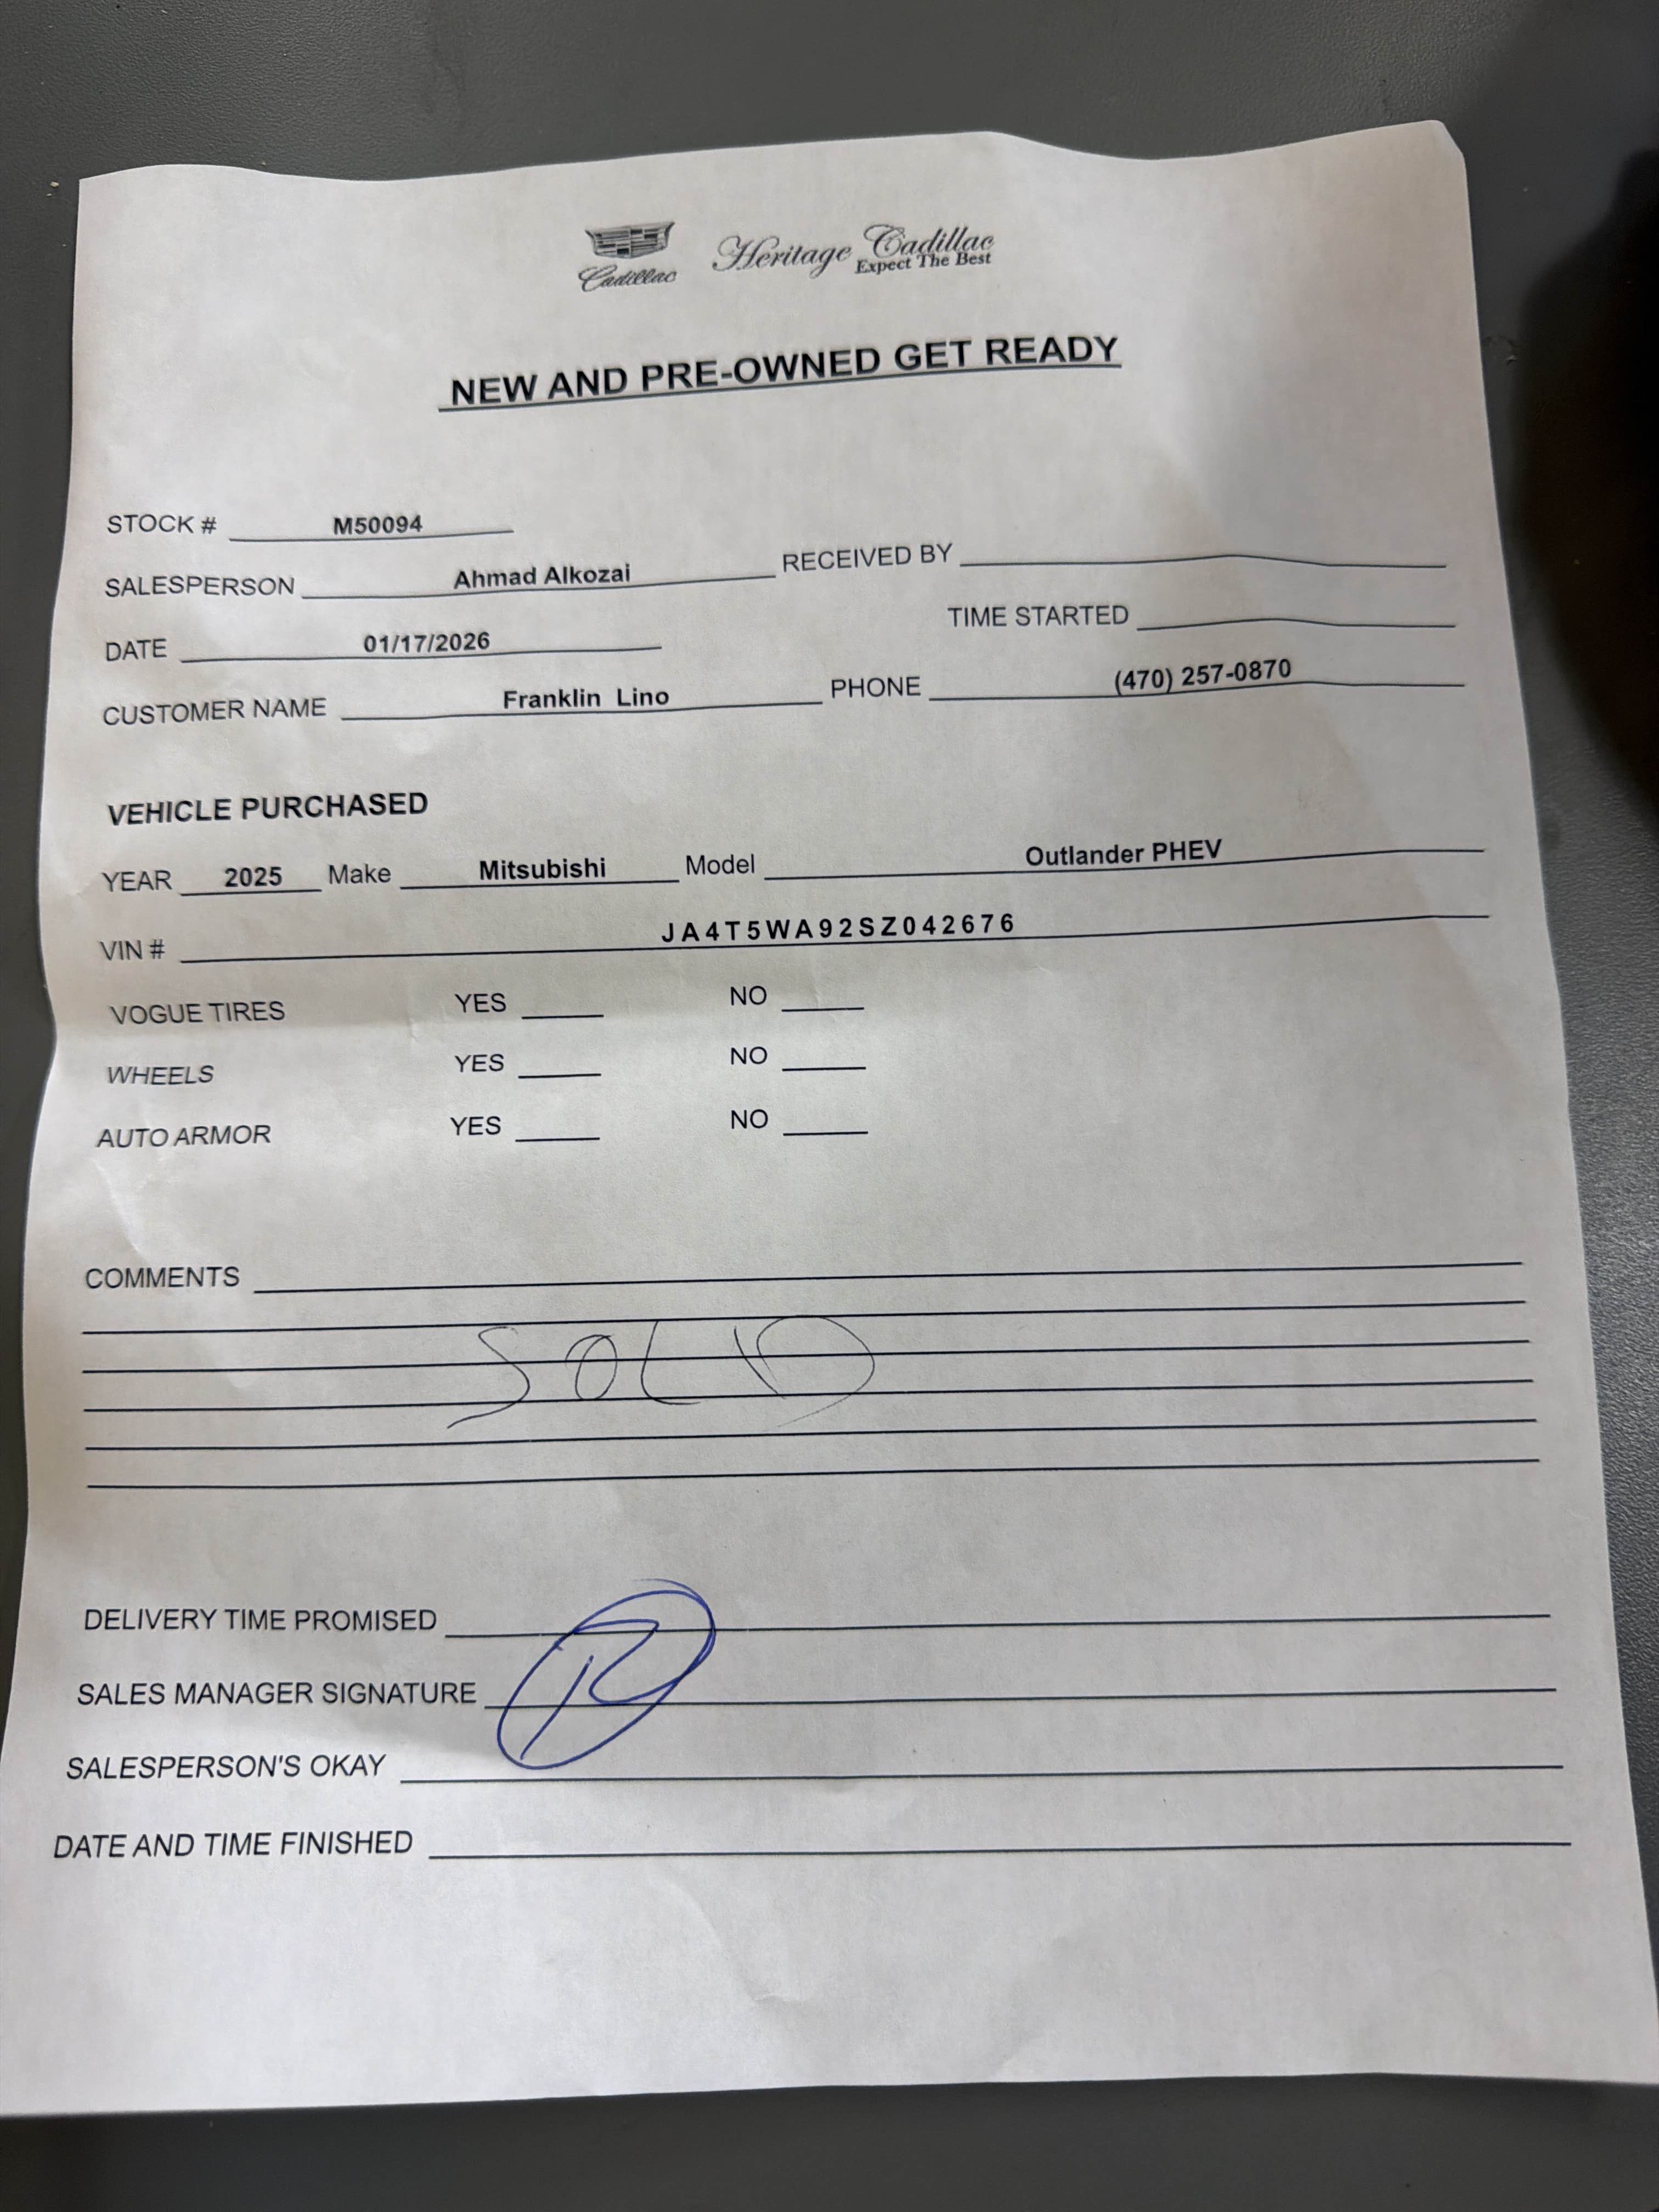 Cadillac Heritage Cadillac
Expect The Best
NEW AND PRE-OWNED GET READY
STOCK # M50094
SALESPERSON Ahmad Alkozai RECEIVED BY
DATE 01/17/2026 TIME STARTED
CUSTOMER NAME Franklin Lino PHONE (470) 257-0870
VEHICLE PURCHASED
YEAR 2025 Make Mitsubishi Model Outlander PHEV
VIN # JA4T5WA92SZ042676
VOGUE TIRES YES NO
WHEELS YES NO
AUTO ARMOR YES NO
COMMENTS
SOLD
DELIVERY TIME PROMISED
SALES MANAGER SIGNATURE
SALESPERSON'S OKAY
DATE AND TIME FINISHED